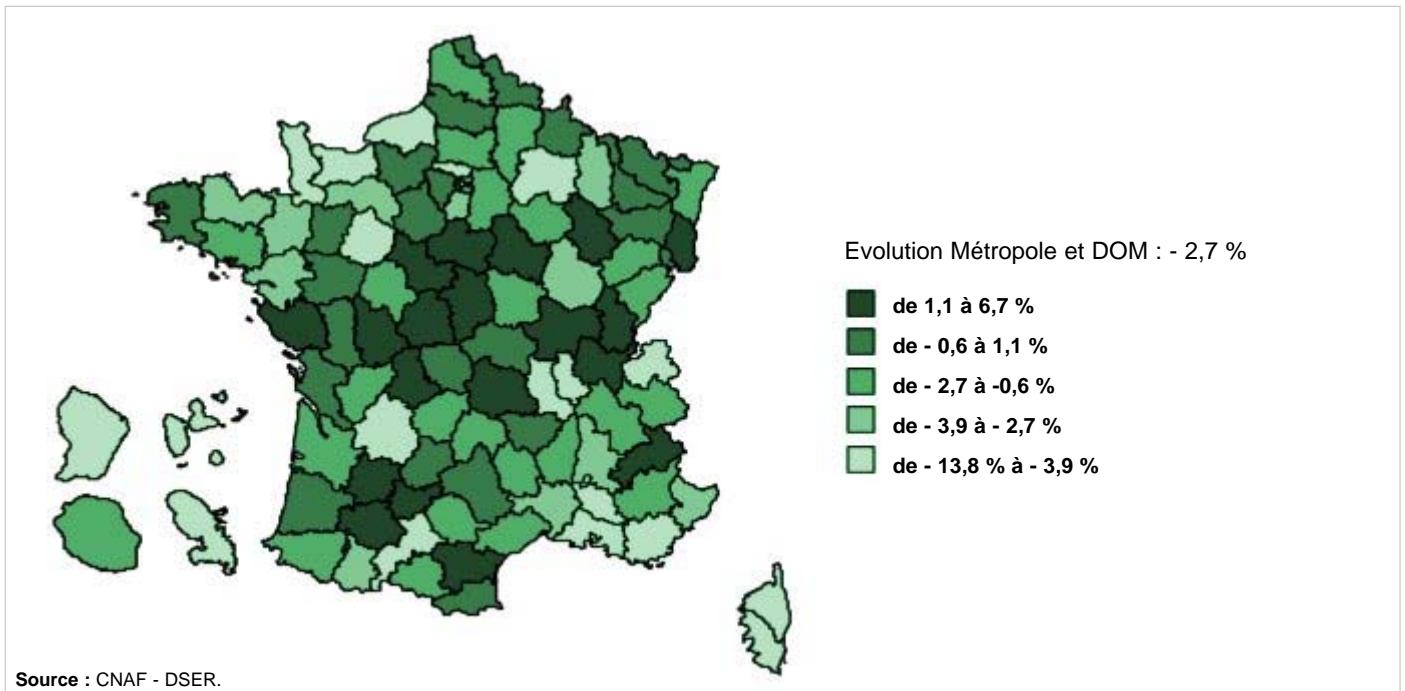 Evolution Métropole et DOM : - 2,7 %
de 1,1 à 6,7 %
de - 0,6 à 1,1 %
de - 2,7 à -0,6 %
de - 3,9 à - 2,7 %
de - 13,8 % à - 3,9 %
Source : CNAF - DSER.